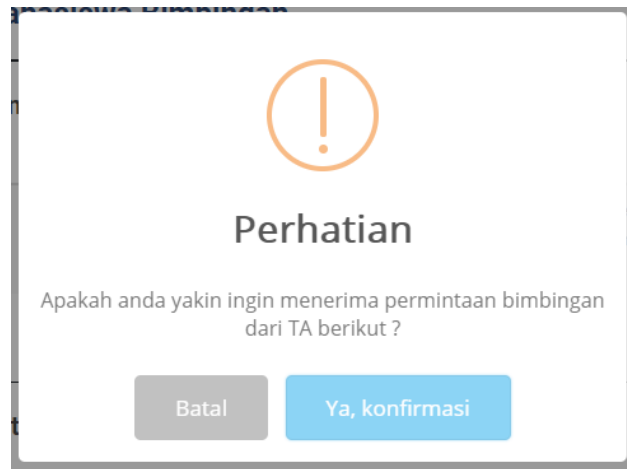 Perhatian
Apakah anda yakin ingin menerima permintaan bimbingan
dari TA berikut ?
Batal
Ya, konfirmasi